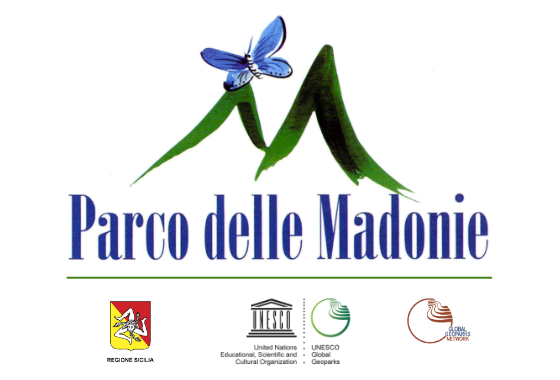 Parco delle Madonie
REGIONE SICILIA
UNESCO
United Nations
Educational, Scientific and
Cultural Organization
UNESCO
Global
Geoparks
GLOBAL
GEOPARKS
NETWORK